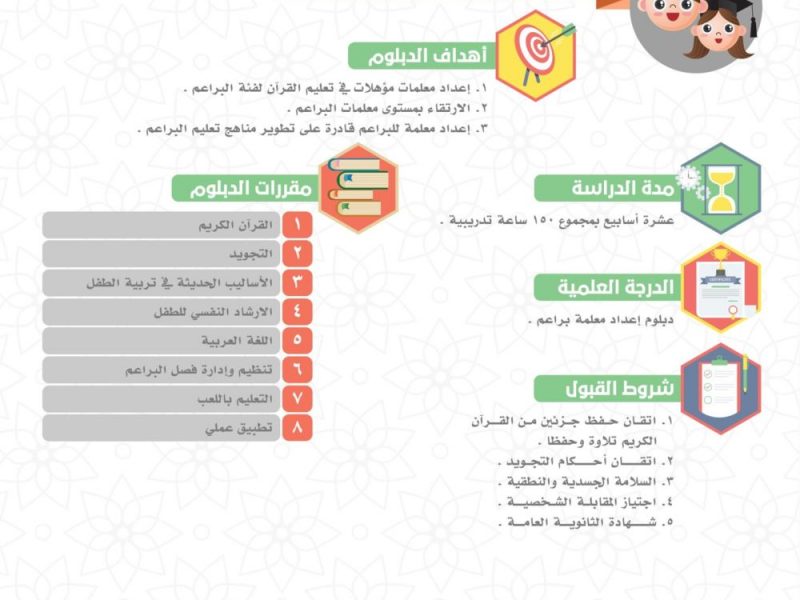 أهداف الدبلوم
١. إعداد معلمات مؤهلات في تعليم القرآن لفئة البراعم .
٢. الارتقاء بمستوى معلمات البراعم .
٣. إعداد معلمة للبراعم قادرة على تطوير مناهج تعليم البراعم .
مدة الدراسة
عشرة أسابيع بمجموع ١٥٠ ساعة تدريبية .
الدرجة العلمية
دبلوم إعداد معلمة براعم .
شروط القبول
١. اتقان حفظ جزئين من القرآن
الكريم تلاوة وحفظا .
٢. اتقان أحكام التجويد .
٣. السلامة الجسدية والنطقية .
٤. اجتياز المقابلة الشخصية .
٥. شهادة الثانوية العامة .
مقررات الدبلوم
١ القرآن الكريم
٢ التجويد
٣ الأساليب الحديثة في تربية الطفل
٤ الارشاد النفسي للطفل
٥ اللغة العربية
٦ تنظيم وإدارة فصل البراعم
٧ التعليم باللعب
٨ تطبيق عملي